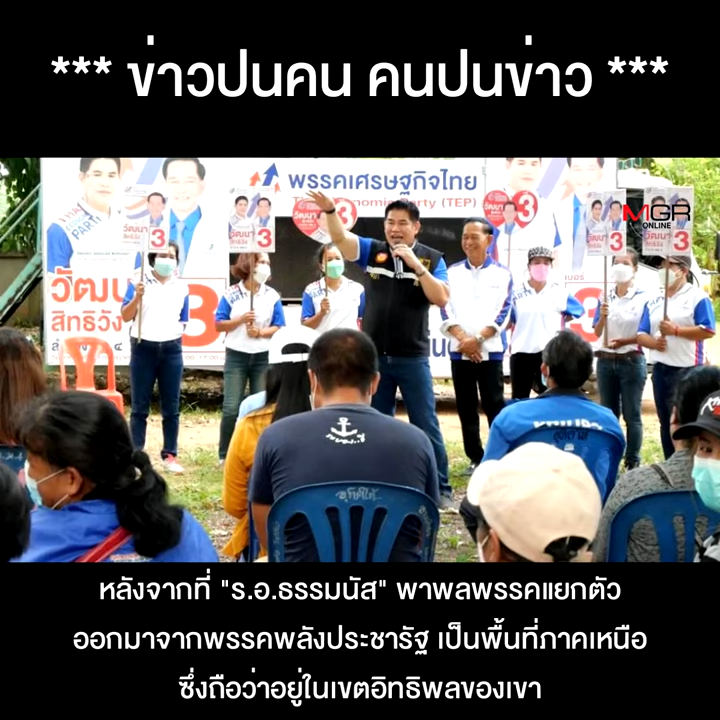 *** ข่าวปนคน คนปนข่าว ***
พรรคเศรษฐกิจไทย
(TEP)
MGR
ONLINE
PARTY
3
3
3
3
วัฒนา
สิทธิวัง
3
หลังจากที่ "ร.อ.ธรรมนัส" พาพลพรรคแยกตัว
ออกมาจากพรรคพลังประชารัฐ เป็นพื้นที่ภาคเหนือ
ซึ่งถือว่าอยู่ในเขตอิทธิพลของเขา